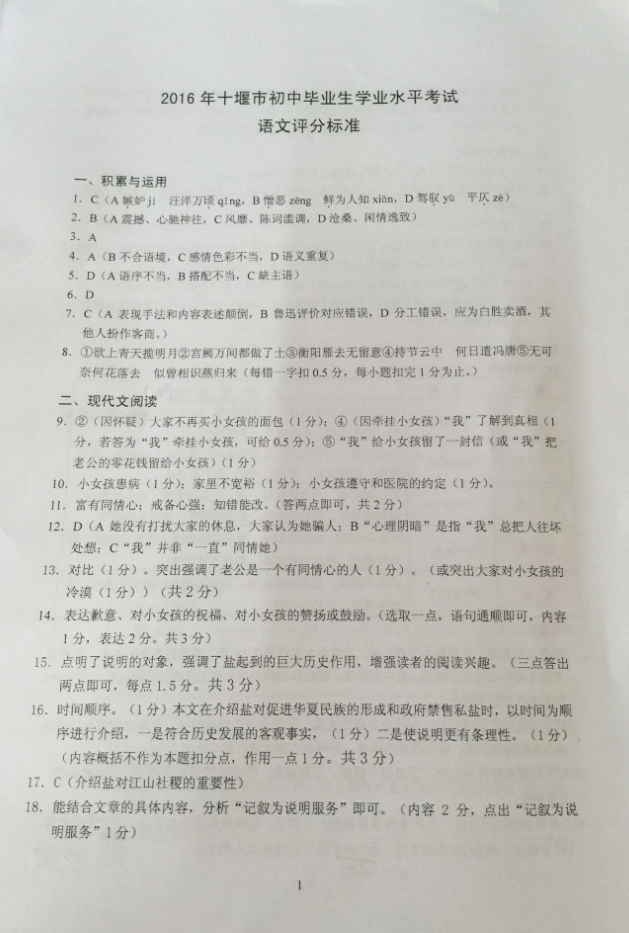 2016 年十堰市初中毕业生学业水平考试
语文评分标准
一、积累与运用
1. C（A 嫉妒 jí 汪洋万顷 qǐng，B 憎恶 zēng 鲜为人知 xiǎn，D 驾驭 yù 平仄 zè）
2. B（A 震撼、心驰神往，C 风靡、陈词滥调，D 沧桑、闲情逸致）
3. A
4. A（B 不合语境，C 感情色彩不当，D 语义重复）
5. D（A 语序不当，B 搭配不当，C 缺主语）
6. D
7. C（A 表现手法和内容表述颠倒，B 鲁迅评价对应错误，D 分工错误，应为白胜卖酒，其
他人扮作客商。）
8. ①欲上青天揽明月②宫阙万间都做了土③衡阳雁去无留意④持节云中 何日遣冯唐⑤无可
奈何花落去 似曾相识燕归来（每错一字扣 0.5 分，每小题扣完 1 分为止。）
二、现代文阅读
9. ②（因怀疑）大家不再买小女孩的面包（1 分）；④（因牵挂小女孩）“我”了解到真相（1
分，若答为“我”牵挂小女孩，可给 0.5 分）；⑤“我”给小女孩留了一封信（或“我”把
老公的零花钱留给小女孩）（1 分）
10. 小女孩患病（1 分）；家里不宽裕（1 分）；小女孩遵守和医院的约定（1 分）。
11. 富有同情心；戒备心强；知错能改。（答两点即可，共 2 分）
12. D（A 她没有打扰大家的休息，大家认为她骗人；B“心理阴暗”是指“我”总把人往坏
处想；C“我”并非“一直”同情她）
13. 对比（1 分）。突出强调了老公是一个有同情心的人（1 分）。（或突出大家对小女孩的
冷漠（1 分））（共 2 分）
14. 表达歉意、对小女孩的祝福、对小女孩的赞扬或鼓励。（选取一点，语句通顺即可，内容
1 分，表达 2 分。共 3 分）
15. 点明了说明的对象，强调了盐起到的巨大历史作用，增强读者的阅读兴趣。（三点答出
两点即可，每点 1.5 分。共 3 分）
16. 时间顺序。（1 分）本文在介绍盐对促进华夏民族的形成和政府禁售私盐时，以时间为顺
序进行介绍，一是符合历史发展的客观事实，（1 分）二是使说明更有条理性。（1 分）
（内容概括不作为本题扣分点，作用一点 1 分。共 3 分）
17. C（介绍盐对江山社稷的重要性）
18. 能结合文章的具体内容，分析“记叙为说明服务”即可。（内容 2 分，点出“记叙为说
明服务”1 分）
1